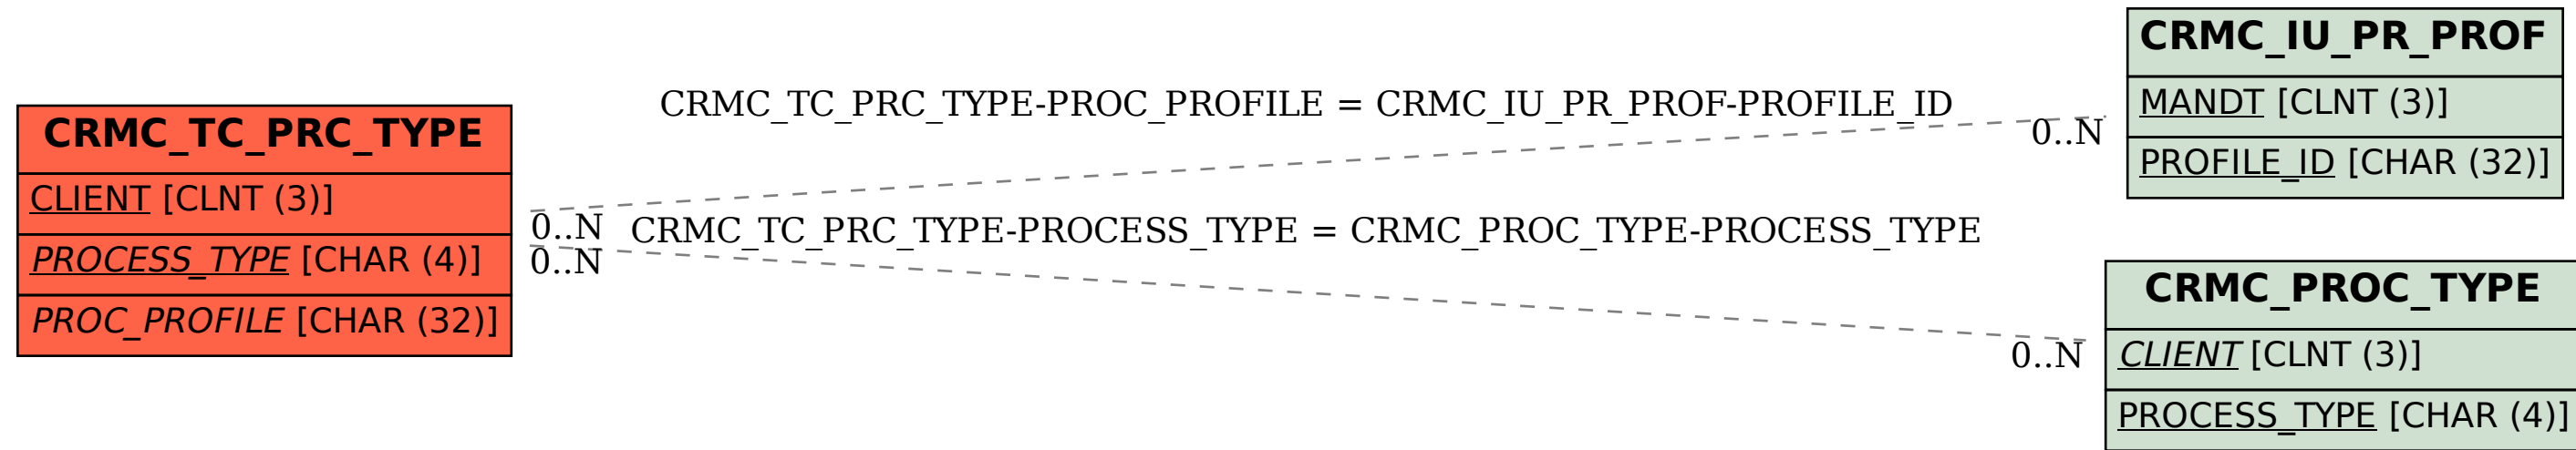 CRMC_TC_PRC_TYPE
CLIENT [CLNT (3)]
PROCESS_TYPE [CHAR (4)]
PROC_PROFILE [CHAR (32)]
CRMC_TC_PRC_TYPE-PROC_PROFILE = CRMC_IU_PR_PROF-PROFILE_ID
0..N
0..N
CRMC_TC_PRC_TYPE-PROCESS_TYPE = CRMC_PROC_TYPE-PROCESS_TYPE
0..N
0..N
CRMC_IU_PR_PROF
MANDT [CLNT (3)]
PROFILE_ID [CHAR (32)]
CRMC_PROC_TYPE
CLIENT [CLNT (3)]
PROCESS_TYPE [CHAR (4)]